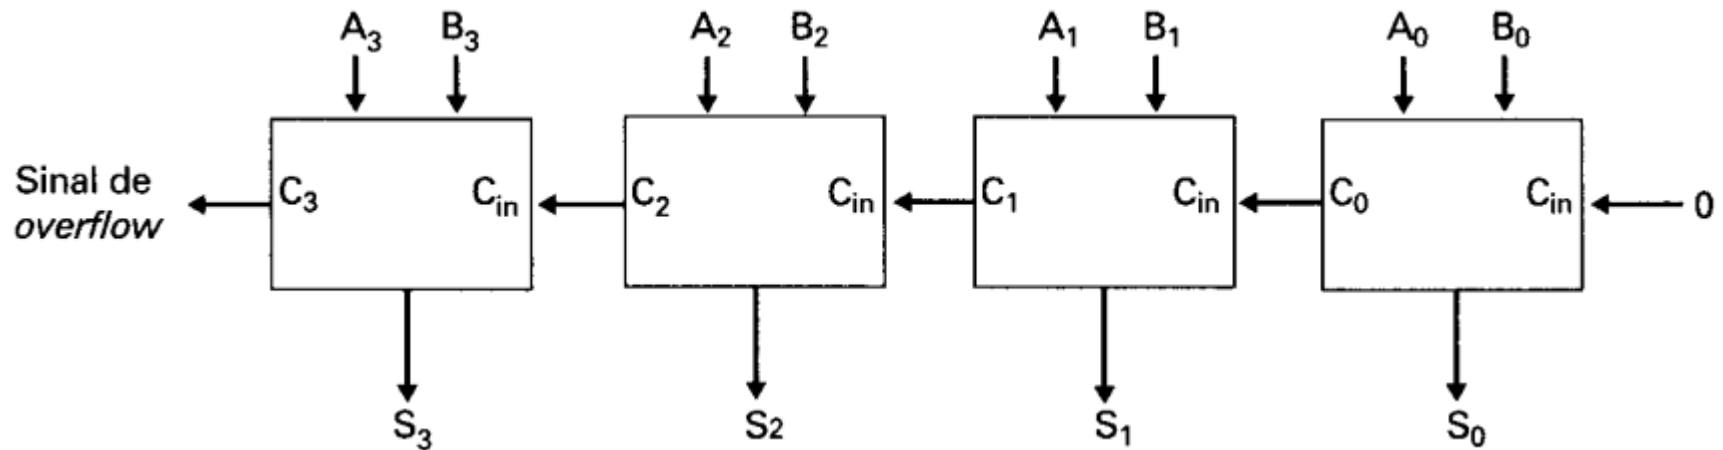 A₃ B₃ A₂ B₂ A₁ B₁ A₀ B₀
Sinal de
overflow
C₃ Cᵢₙ C₂ Cᵢₙ C₁ Cᵢₙ C₀ Cᵢₙ 0
S₃ S2 S₁ S₀